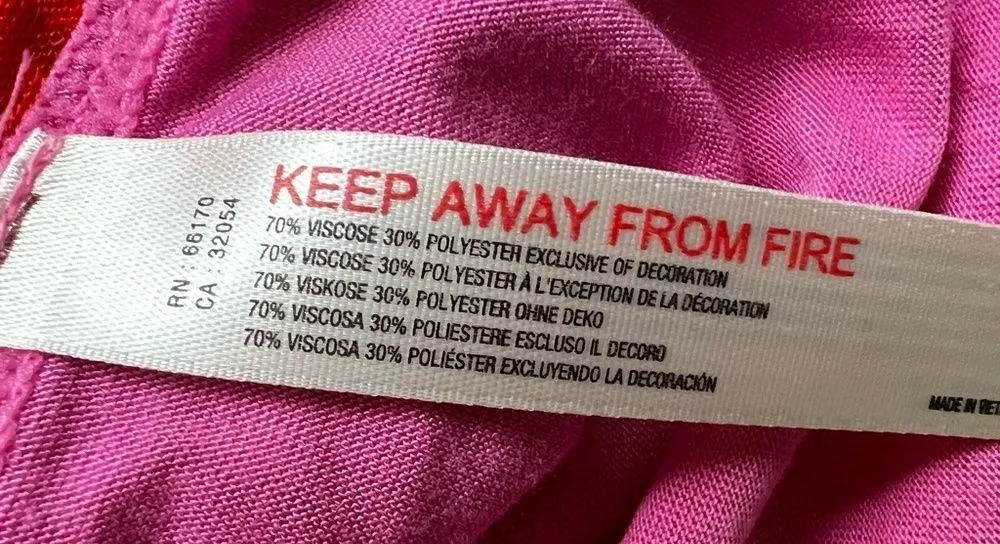 RN : 66170
CA : 32054
KEEP AWAY FROM FIRE
70% VISCOSE 30% POLYESTER EXCLUSIVE OF DECORATION
70% VISCOSE 30% POLYESTER À L'EXCEPTION DE LA DÉCORATION
70% VISKOSE 30% POLYESTER OHNE DEKO
70% VISCOSA 30% POLIESTERE ESCLUSO IL DECORO
70% VISCOSA 30% POLIÉSTER EXCLUYENDO LA DECORACIÓN
MADE IN